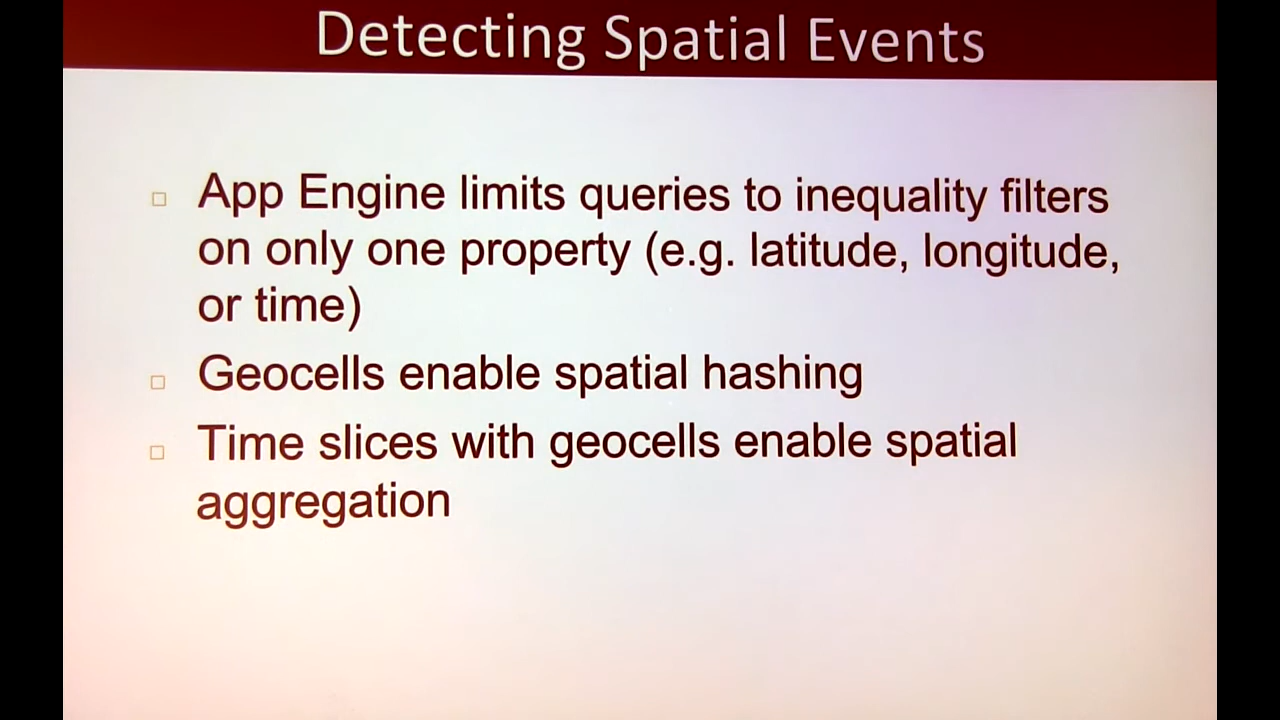 Detecting Spatial Events
App Engine limits queries to inequality filters
on only one property (e.g. latitude, longitude,
or time)
Geocells enable spatial hashing
Time slices with geocells enable spatial
aggregation